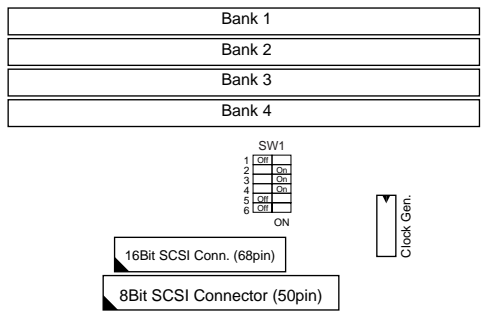 Bank 1
Bank 2
Bank 3
Bank 4
SW1
1 Off
2 On
3 On
4 On
5 Off
6 Off
ON
Clock Gen.
16Bit SCSI Conn. (68pin)
8Bit SCSI Connector (50pin)